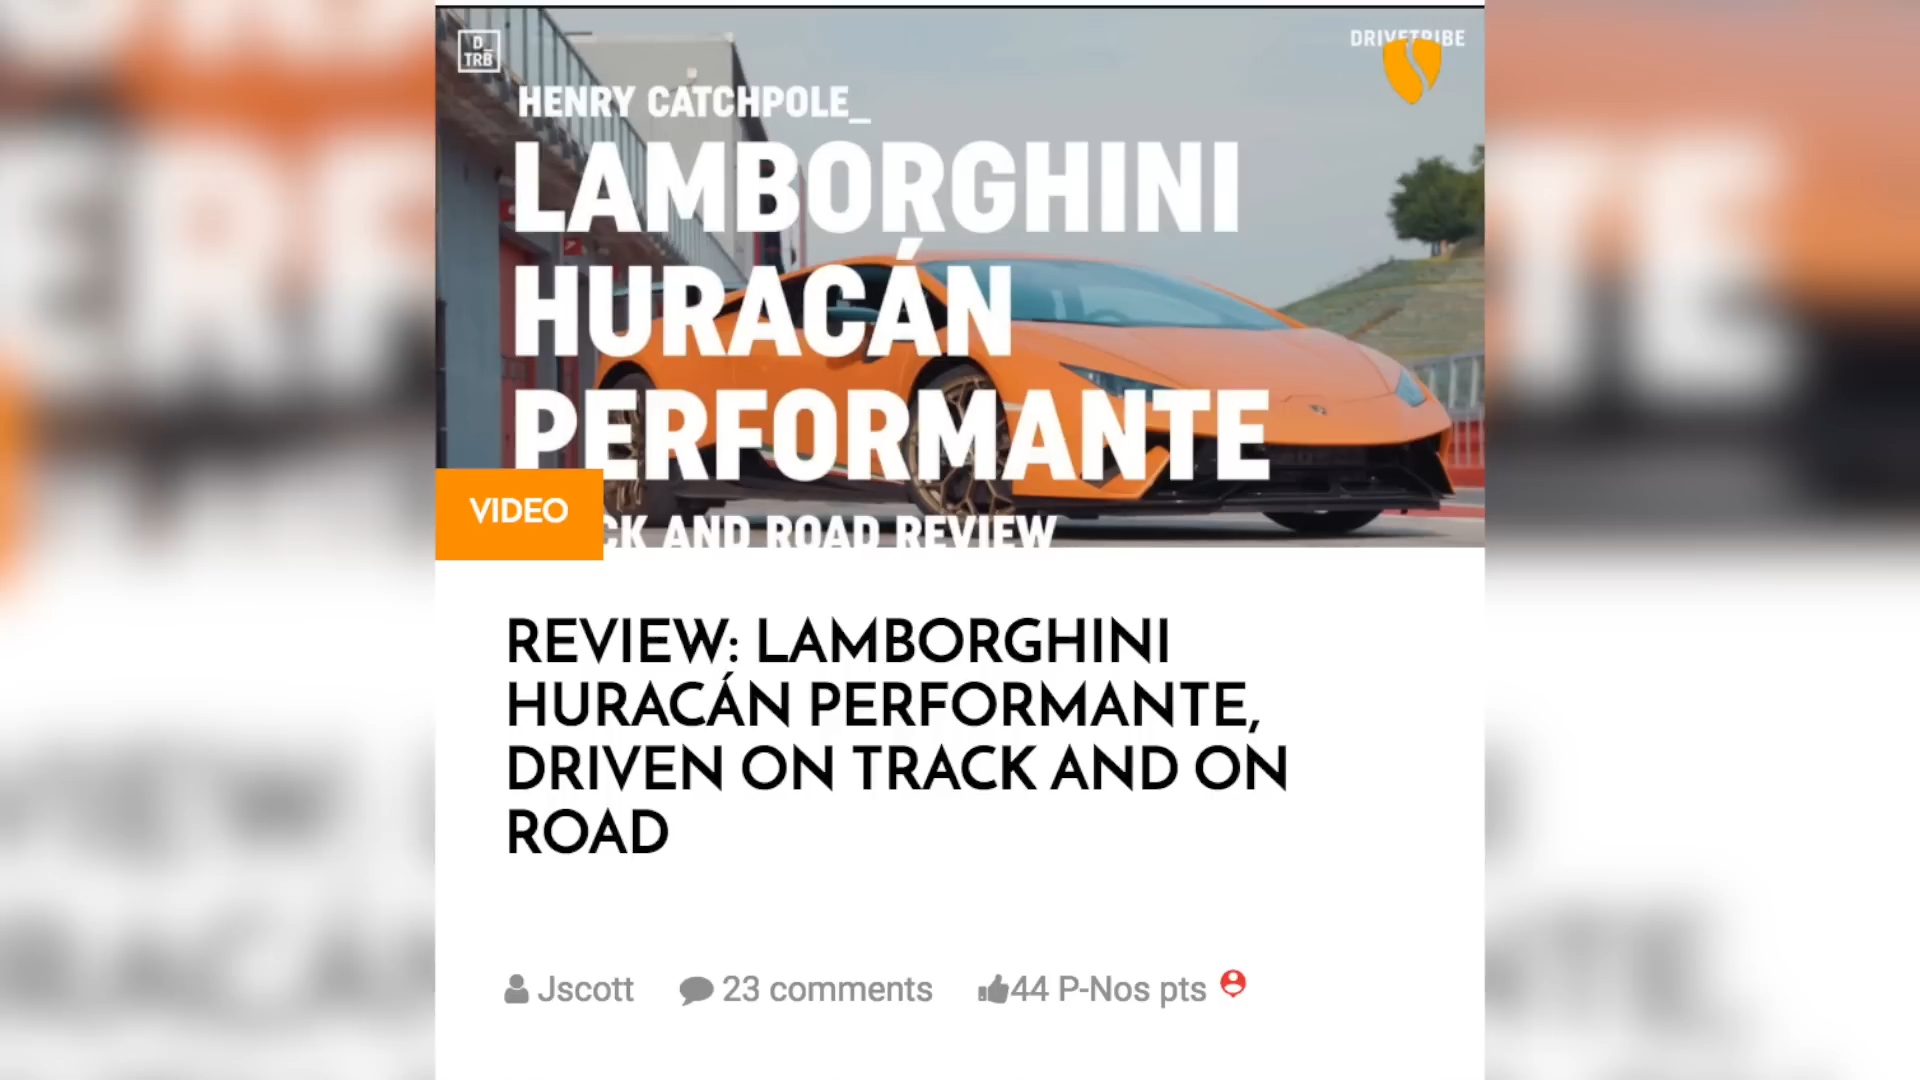 D_
TRB
DRIVETRIBE
HENRY CATCHPOLE_
LAMBORGHINI
HURACÁN
PERFORMANTE
VIDEO
CK AND ROAD REVIEW
REVIEW: LAMBORGHINI
HURACÁN PERFORMANTE,
DRIVEN ON TRACK AND ON
ROAD
Jscott 23 comments 44 P-Nos pts